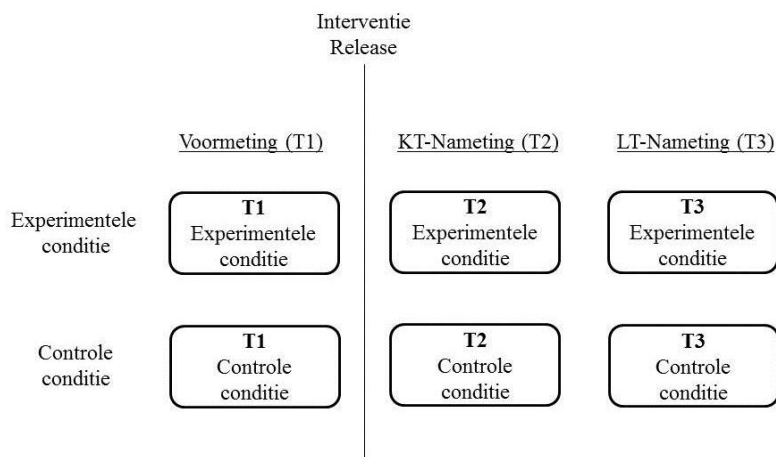 Interventie
Release
Voormeting (T1)
KT-Nameting (T2)
LT-Nameting (T3)
Experimentele
conditie
T1
Experimentele
conditie
T2
Experimentele
conditie
T3
Experimentele
conditie
Controle
conditie
T1
Controle
conditie
T2
Controle
conditie
T3
Controle
conditie